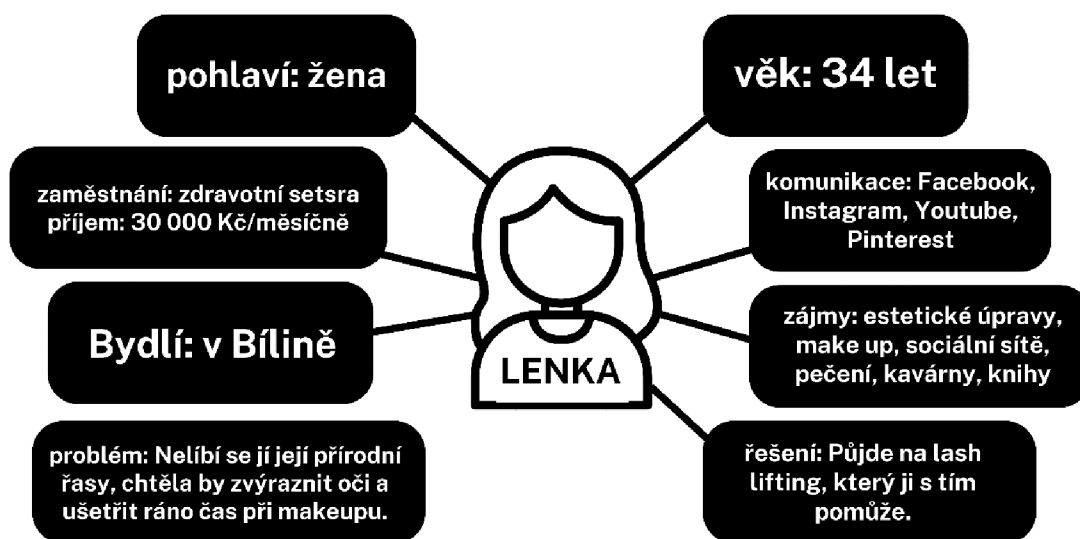 pohlaví: žena
věk: 34 let
zaměstnání: zdravotní setsra
příjem: 30 000 Kč/měsíčně
komunikace: Facebook,
Instagram, Youtube,
Pinterest
Bydlí: v Bílině
zájmy: estetické úpravy,
make up, sociální sítě,
pečení, kavárny, knihy
LENKA
problém: Nelíbí se jí její přírodní
řasy, chtěla by zvýraznit oči a
ušetřit ráno čas při makeupu.
řešení: Půjde na lash
lifting, který ji s tím
pomůže.